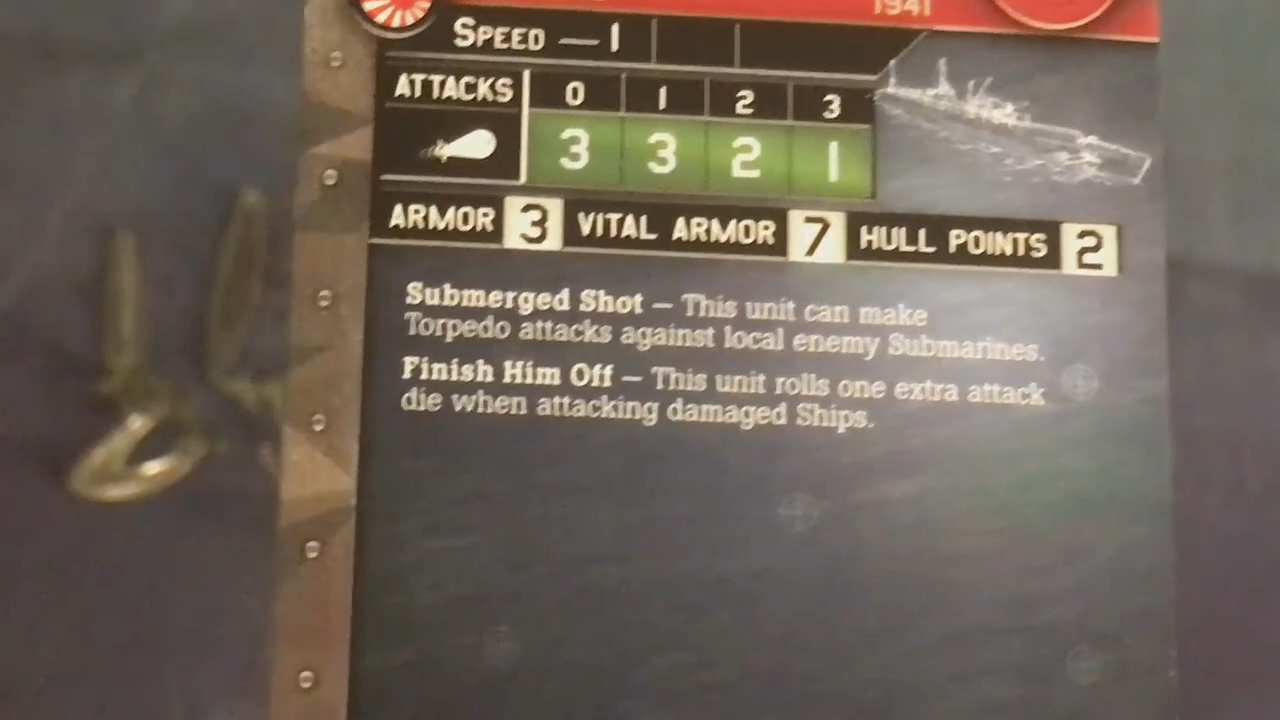 1941
SPEED — 1
ATTACKS 0 1 2 3
3 3 2 1
ARMOR 3 VITAL ARMOR 7 HULL POINTS 2
Submerged Shot – This unit can make
Torpedo attacks against local enemy Submarines.
Finish Him Off – This unit rolls one extra attack
die when attacking damaged Ships.